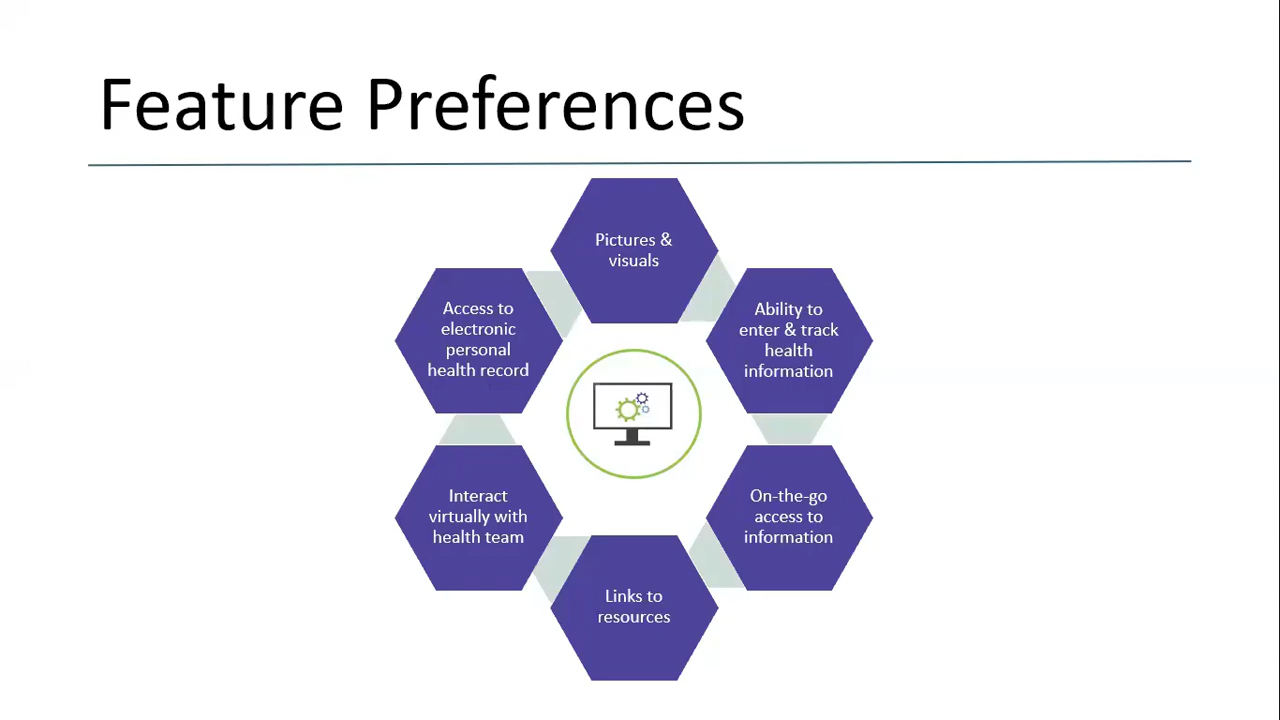 Feature Preferences
Pictures &
visuals
Ability to
enter & track
health
information
On-the-go
access to
information
Links to
resources
Interact
virtually with
health team
Access to
electronic
personal
health record